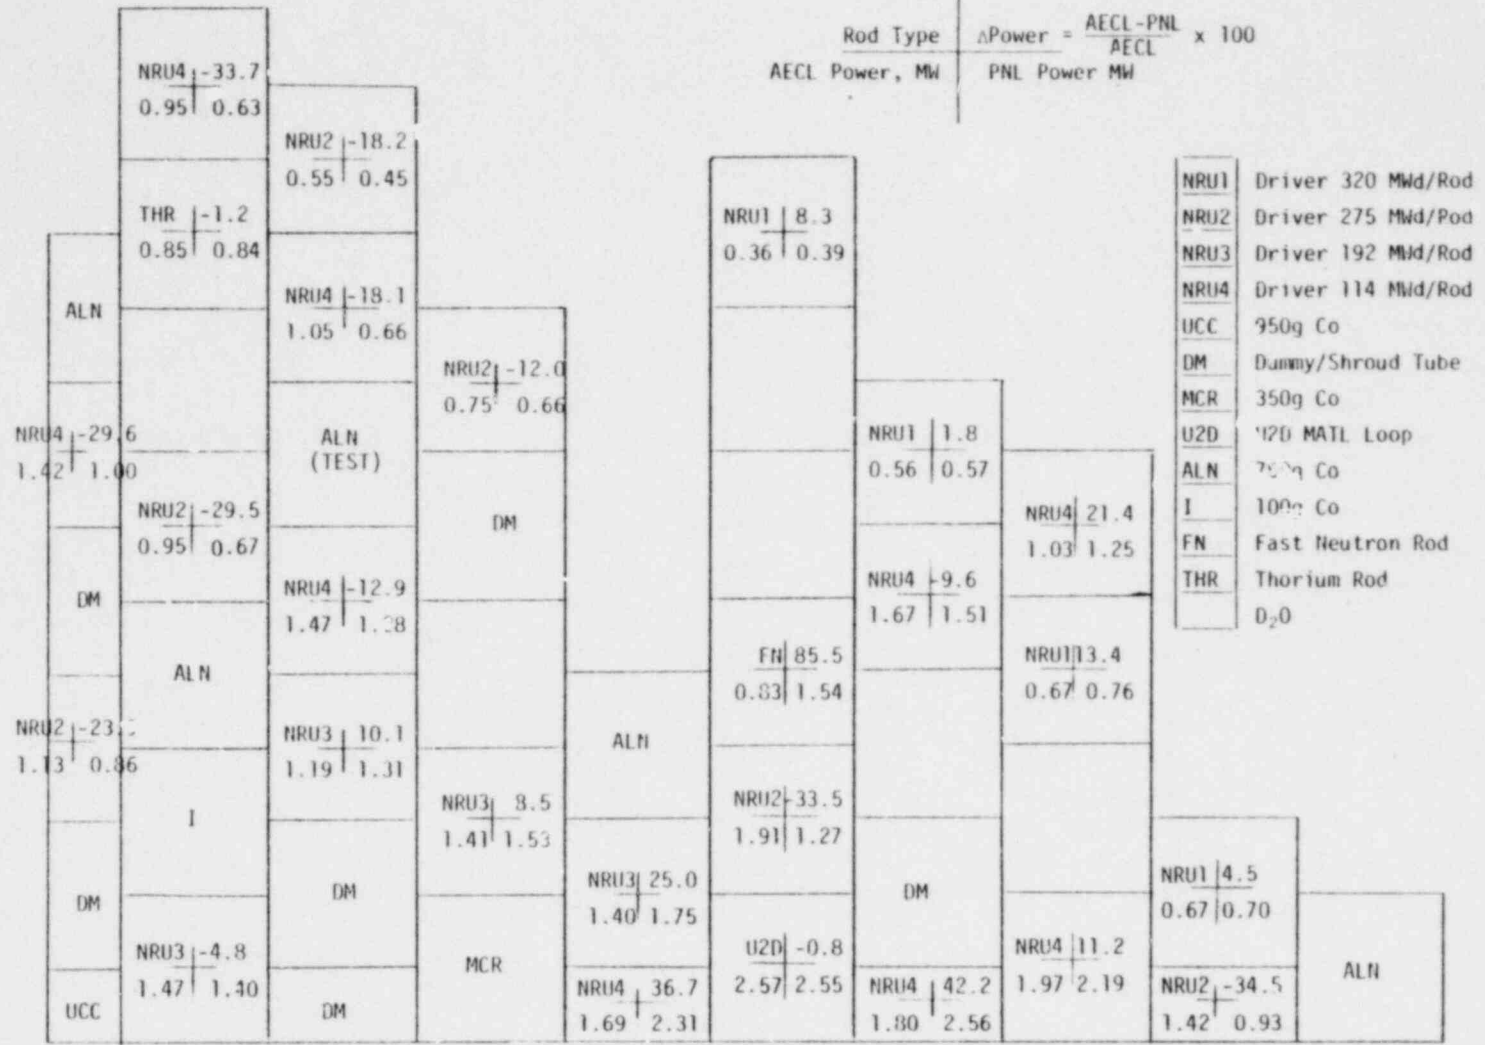 Rod Type | ΔPower = AECL-PNL / AECL x 100
AECL Power, MW | PNL Power MW
NRU4 -33.7
0.95 0.63
NRU2 -18.2
0.55 0.45
THR -1.2
0.85 0.84
NRU1 8.3
0.36 0.39
ALN
NRU4 -18.1
1.05 0.66
NRU2 -12.0
0.75 0.66
NRU4 -29.6
1.42 1.00
ALN
(TEST)
NRU1 1.8
0.56 0.57
NRU2 -29.5
0.95 0.67
DM
NRU4 21.4
1.03 1.25
DM
NRU4 -12.9
1.47
NRU4 -9.6
1.67 1.51
ALN
FN 85.5
0.83 1.54
NRU1 13.4
0.67 0.76
NRU2
1.13 0.86
NRU3 10.1
1.19 1.31
ALN
I
NRU3 8.5
1.41 1.53
NRU2 -33.5
1.91 1.27
DM
DM
NRU3 25.0
1.40 1.75
DM
NRU1 4.5
0.67 0.70
NRU3 -4.8
1.47 1.40
MCR
U2D -0.8
2.57 2.55
NRU4 11.2
1.97 2.19
ALN
UCC
DM
NRU4 36.7
1.69 2.31
NRU4 42.2
1.80 2.56
NRU2 -34.5
1.42 0.93
NRU1 Driver 320 MWd/Rod
NRU2 Driver 275 MWd/Pod
NRU3 Driver 192 MWd/Rod
NRU4 Driver 114 MWd/Rod
UCC 950g Co
DM Dummy/Shroud Tube
MCR 350g Co
U2D MATL Loop
ALN Co
I Co
FN Fast Neutron Rod
THR Thorium Rod
D₂O